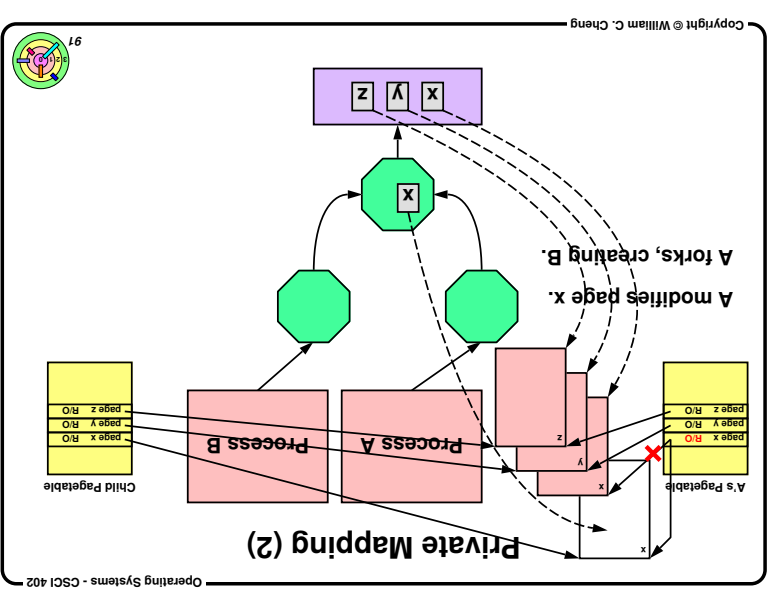 Operating Systems - CSCI 402
Private Mapping (2)
x
A's Pagetable
page x R/O
page y R/O
page z R/O
x
y
z
Process A
Process B
Child Pagetable
page x R/O
page y R/O
page z R/O
A modifies page x.
A forks, creating B.
x
x y z
91
Copyright © William C. Cheng